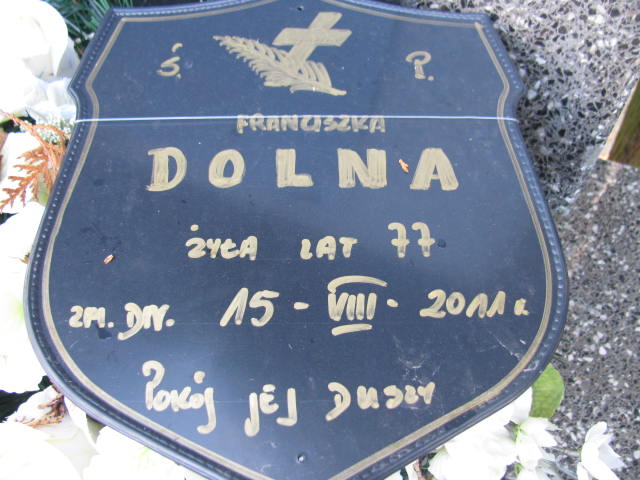 Ś. P.
FRANCISZKA
DOLNA
ŻYŁA LAT 77
ZM. DN. 15-VIII-2011 R.
Pokój JEJ DUSZY